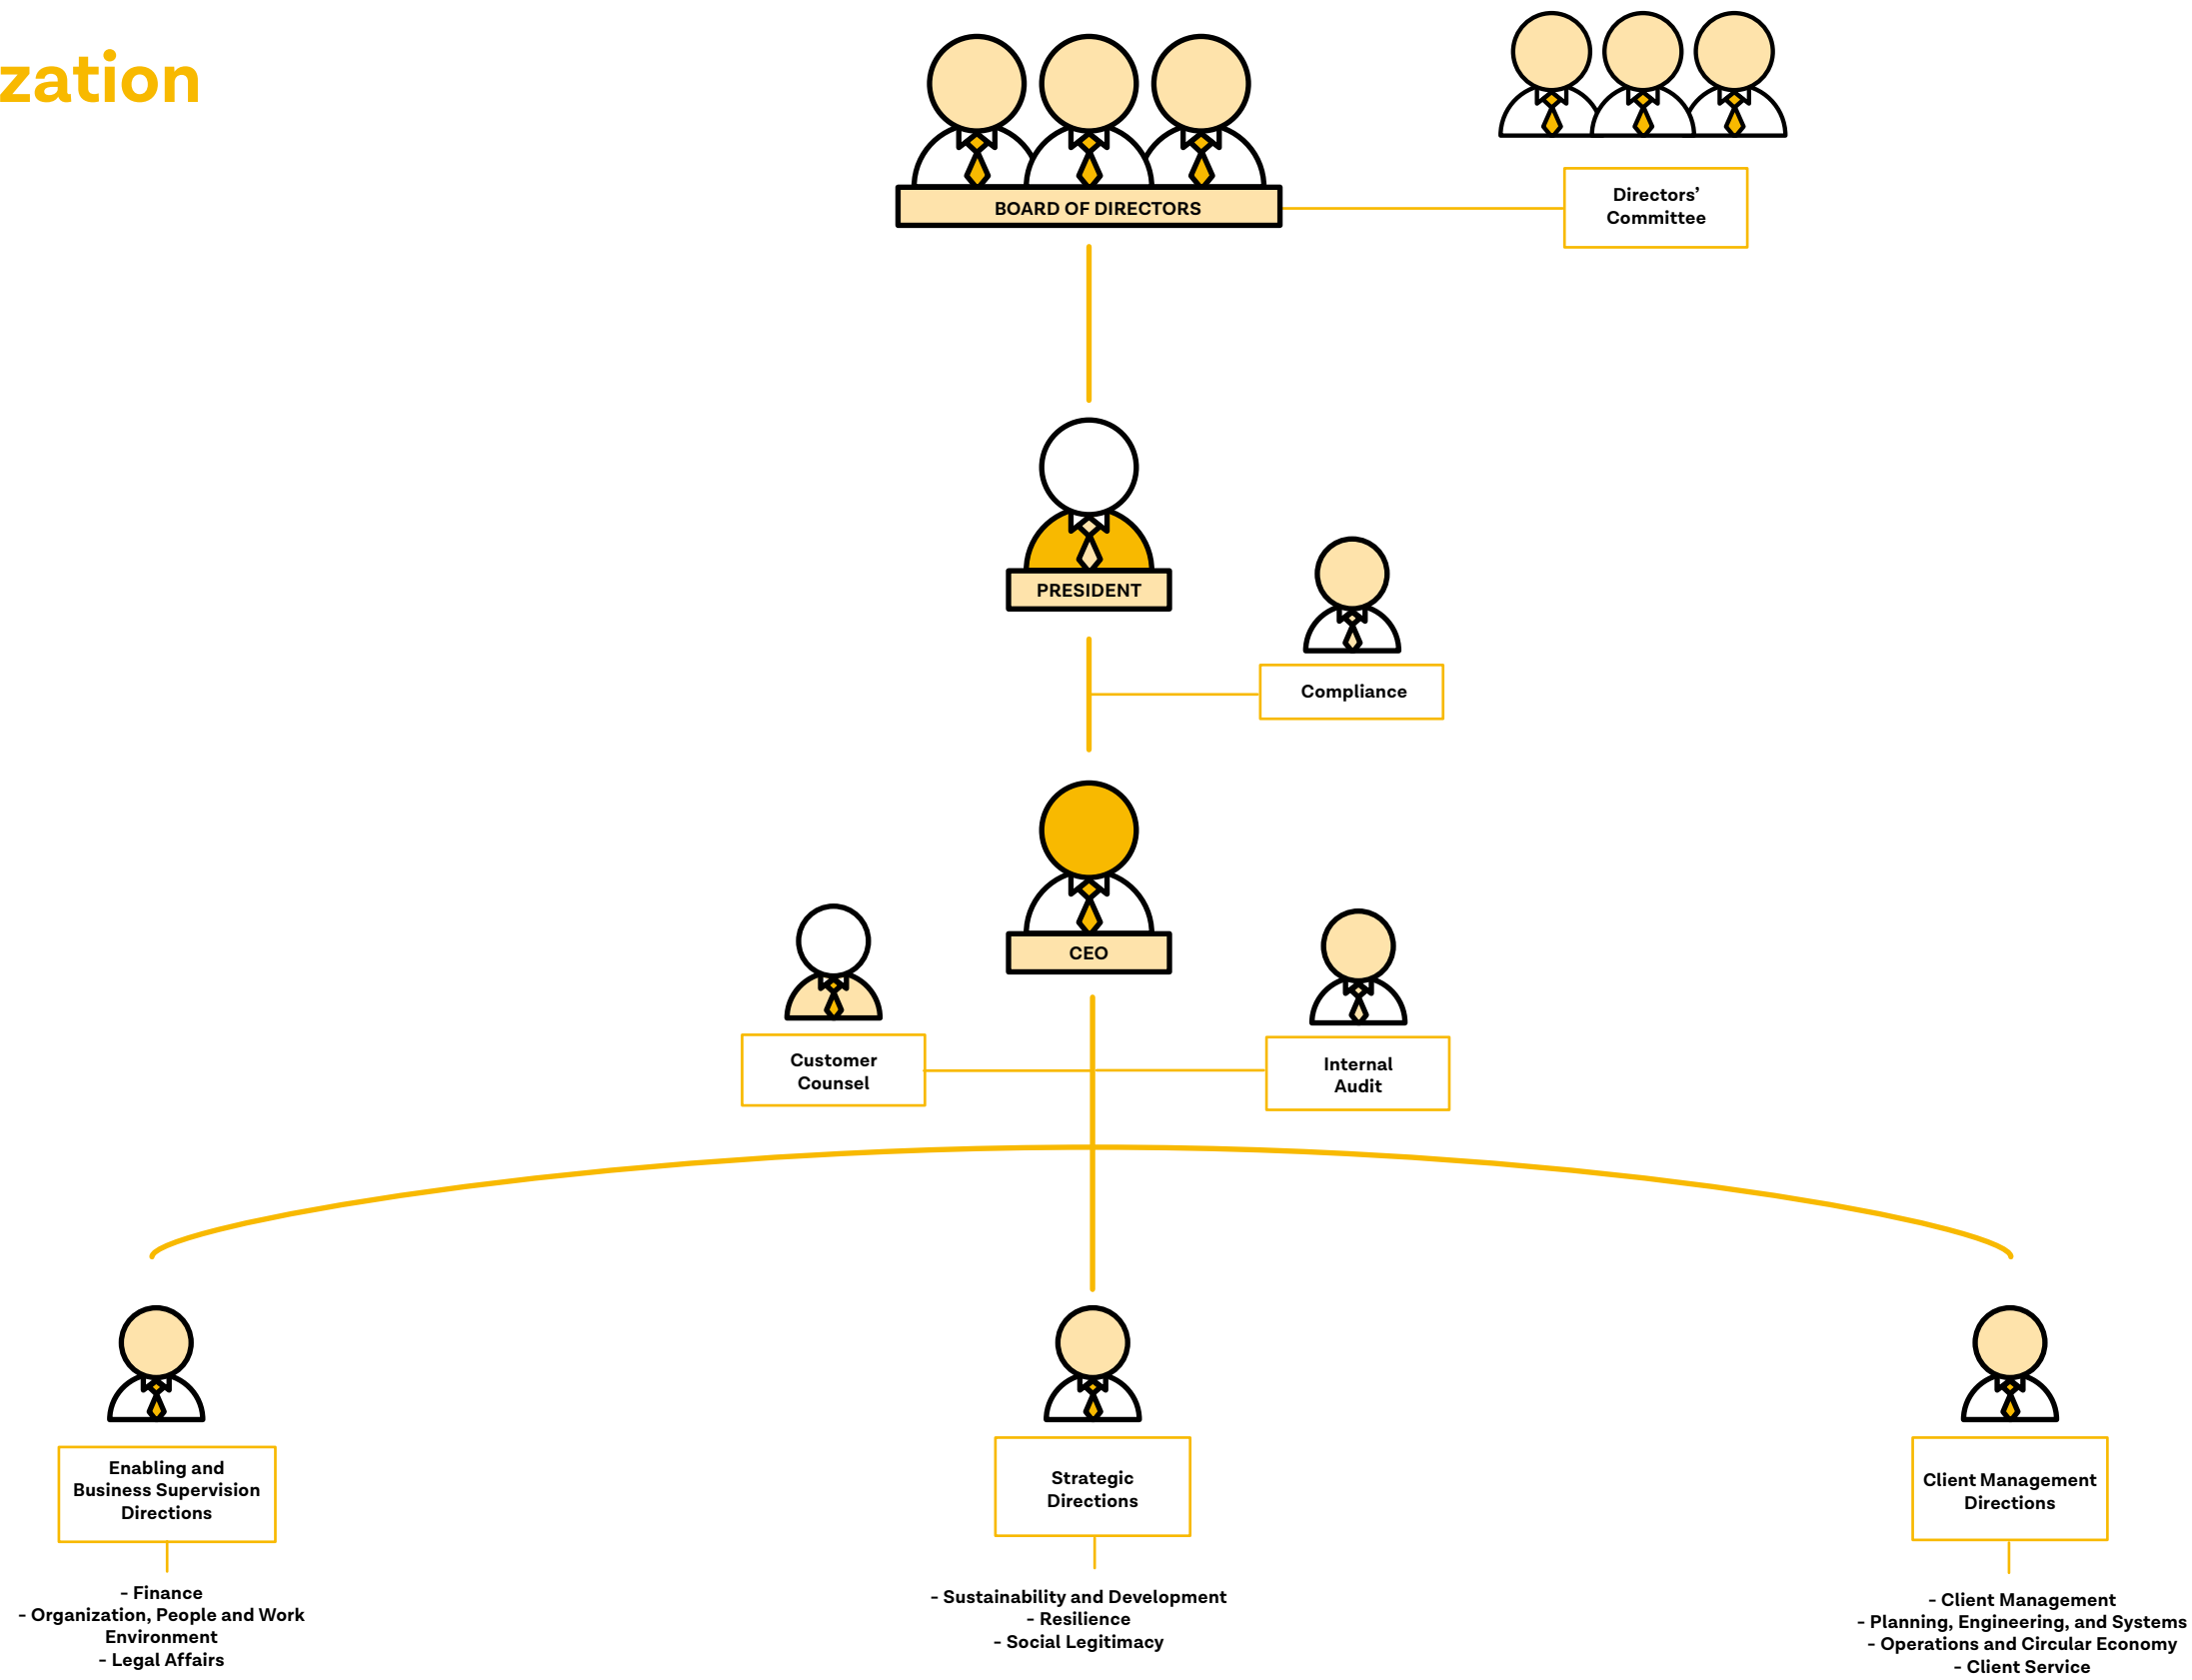 zation
BOARD OF DIRECTORS
Directors’
Committee
PRESIDENT
Compliance
CEO
Customer
Counsel
Internal
Audit
Enabling and
Business Supervision
Directions
- Finance
- Organization, People and Work
Environment
- Legal Affairs
Strategic
Directions
- Sustainability and Development
- Resilience
- Social Legitimacy
Client Management
Directions
- Client Management
- Planning, Engineering, and Systems
- Operations and Circular Economy
- Client Service